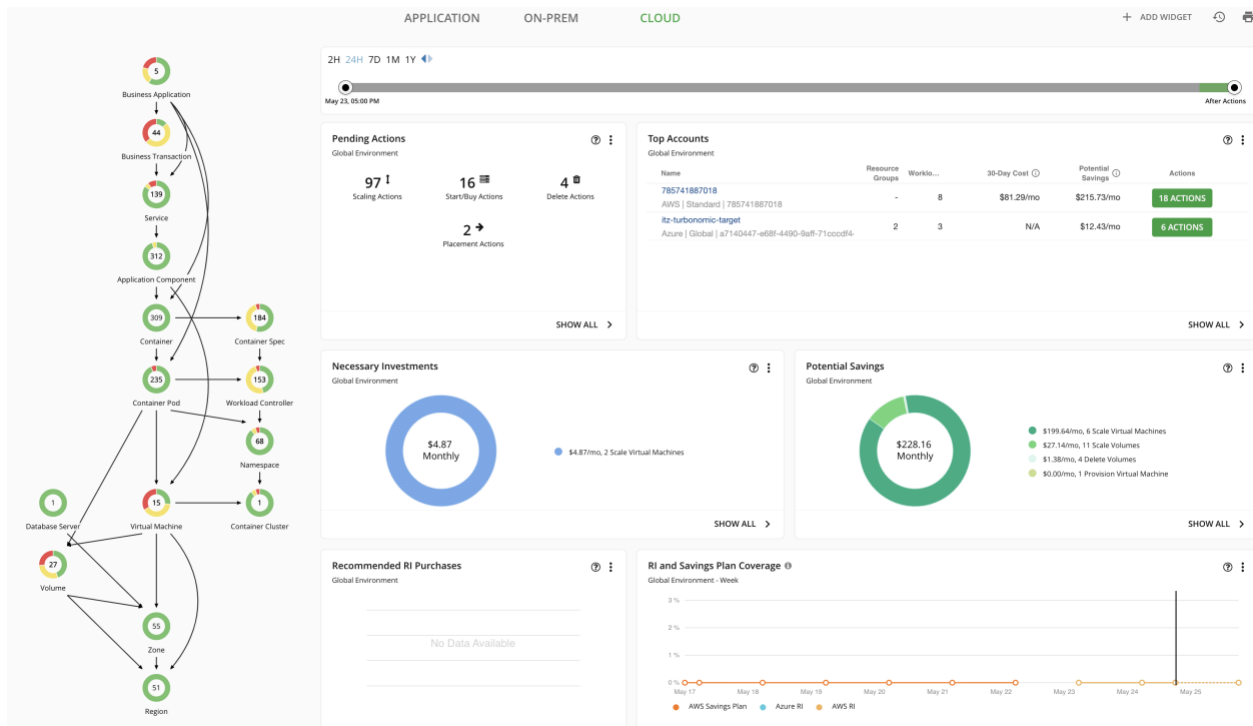 APPLICATION ON-PREM CLOUD
ADD WIDGET
5
Business Application
44
Business Transaction
139
Service
312
Application Component
309
Container
184
Container Spec
235
Container Pod
153
Workload Controller
68
Namespace
1
Database Server
15
Virtual Machine
1
Container Cluster
27
Volume
55
Zone
51
Region
2H 24H 7D 1M 1Y
May 23, 05:00 PM
After Actions
Pending Actions
Global Environment
97
Scaling Actions
16
Start/Buy Actions
4
Delete Actions
2
Placement Actions
SHOW ALL
Top Accounts
Global Environment
Name Resource Groups Worklo... 30-Day Cost Potential Savings Actions
785741887018
AWS | Standard | 785741887018
- 8 $81.29/mo $215.73/mo 18 ACTIONS
itz-turbonomic-target
Azure | Global | a7140447-e68f-4490-9aff-71cccdf4-
2 3 N/A $12.43/mo 6 ACTIONS
SHOW ALL
Necessary Investments
Global Environment
$4.87
Monthly
$4.87/mo, 2 Scale Virtual Machines
SHOW ALL
Potential Savings
Global Environment
$228.16
Monthly
$199.64/mo, 6 Scale Virtual Machines
$27.14/mo, 11 Scale Volumes
$1.38/mo, 4 Delete Volumes
$0.00/mo, 1 Provision Virtual Machine
SHOW ALL
Recommended RI Purchases
Global Environment
No Data Available
RI and Savings Plan Coverage
Global Environment - Week
3 %
2 %
1 %
0 %
May 17 May 18 May 19 May 20 May 21 May 22 May 23 May 24 May 25
AWS Savings Plan Azure RI AWS RI